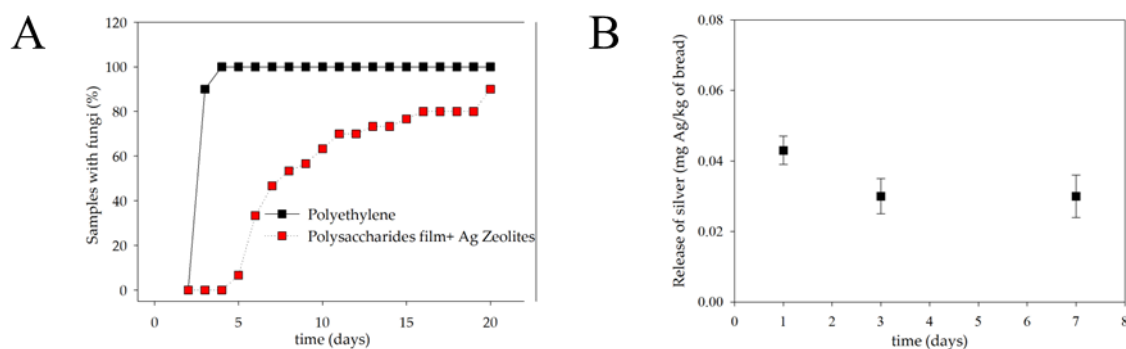 A
Samples with fungi (%)
120
100
80
60
40
20
0
Polyethylene
Polysaccharides film+ Ag Zeolites
0 5 10 15 20
time (days)
B
Release of silver (mg Ag/kg of bread)
0.08
0.06
0.04
0.02
0.00
0 1 2 3 4 5 6 7 8
time (days)